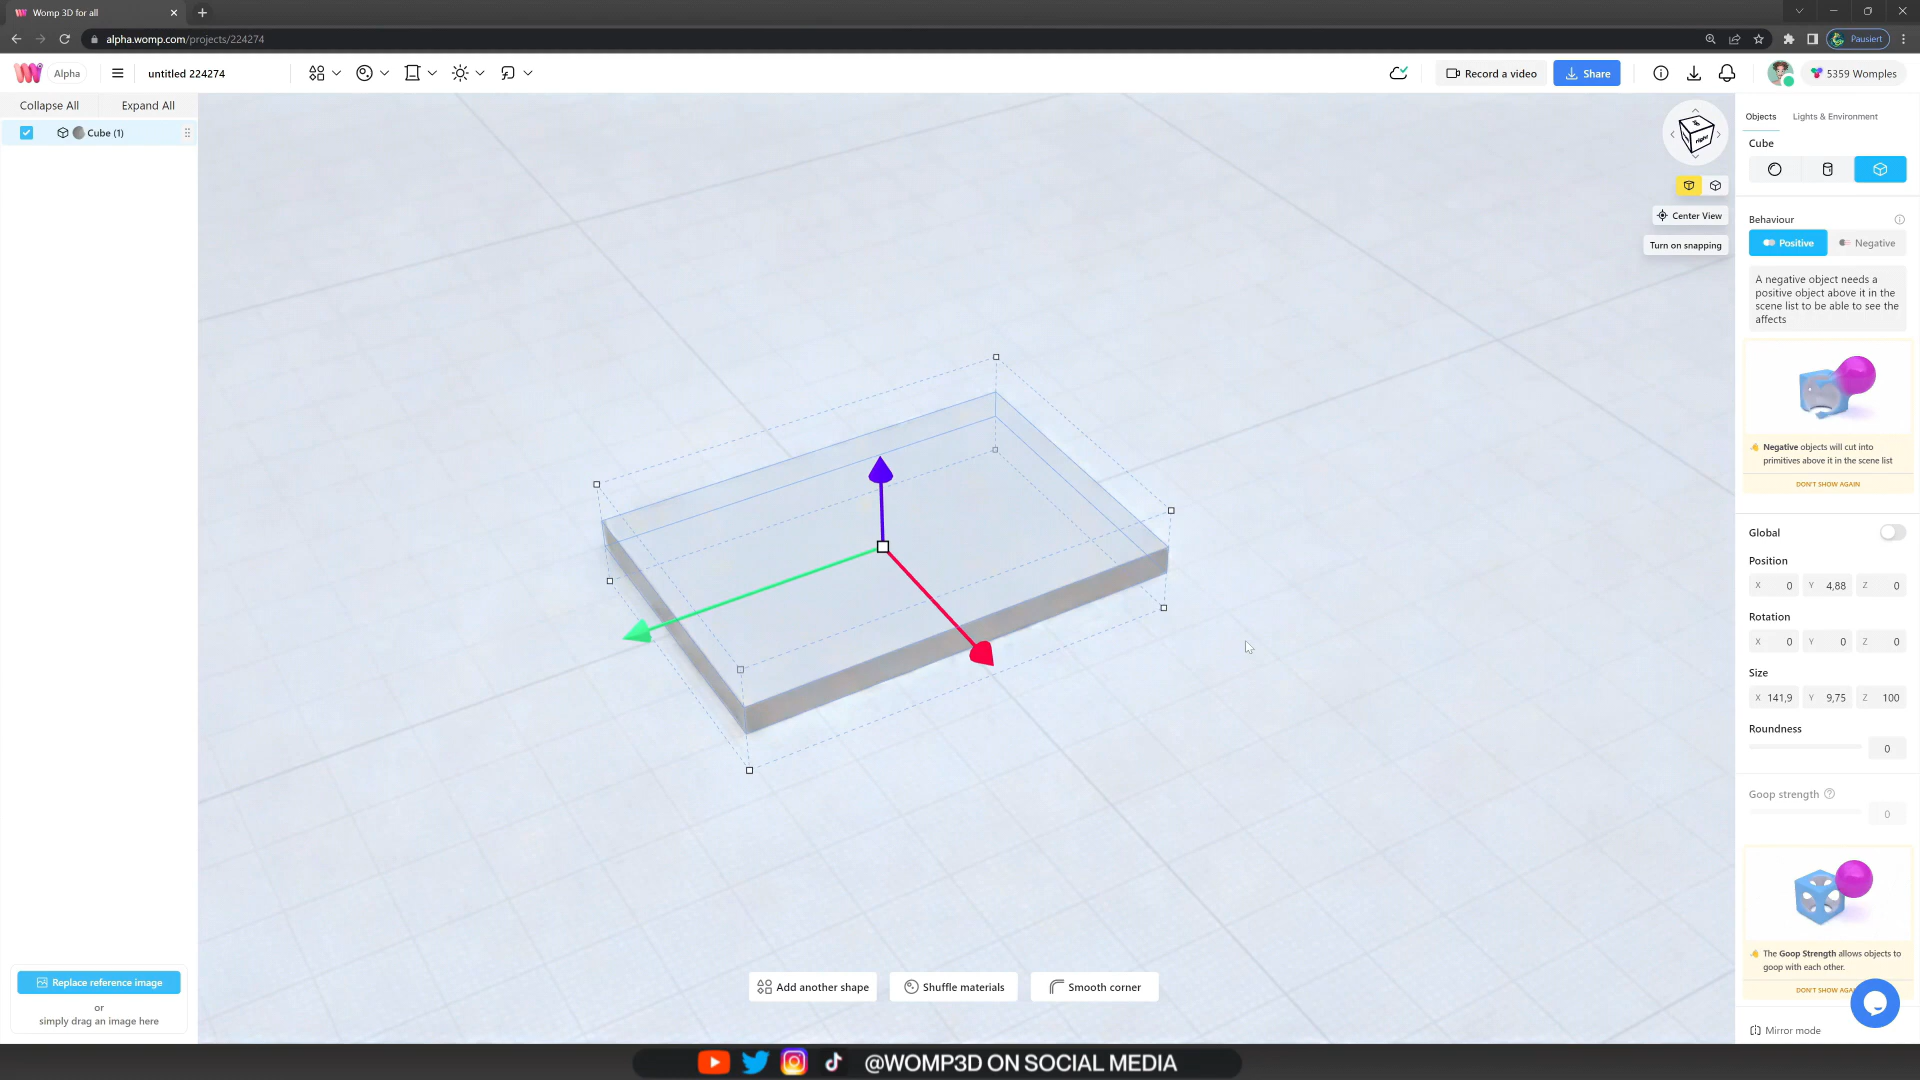 Womp 3D for all
alpha.womp.com/projects/224274
Pausiert
Alpha
untitled 224274
Record a video
Share
5359 Womples
Collapse All
Expand All
Cube (1)
right
Center View
Turn on snapping
Objects
Lights & Environment
Cube
Behaviour
Positive
Negative
A negative object needs a
positive object above it in the
scene list to be able to see the
affects
Negative objects will cut into
primitives above it in the scene list
DON'T SHOW AGAIN
Global
Position
X 0 Y 4,88 Z 0
Rotation
X 0 Y 0 Z 0
Size
X 141,9 Y 9,75 Z 100
Roundness
0
Goop strength
0
The Goop Strength allows objects to
goop with each other.
DON'T SHOW AGAI
Mirror mode
Replace reference image
or
simply drag an image here
Add another shape
Shuffle materials
Smooth corner
@WOMP3D ON SOCIAL MEDIA